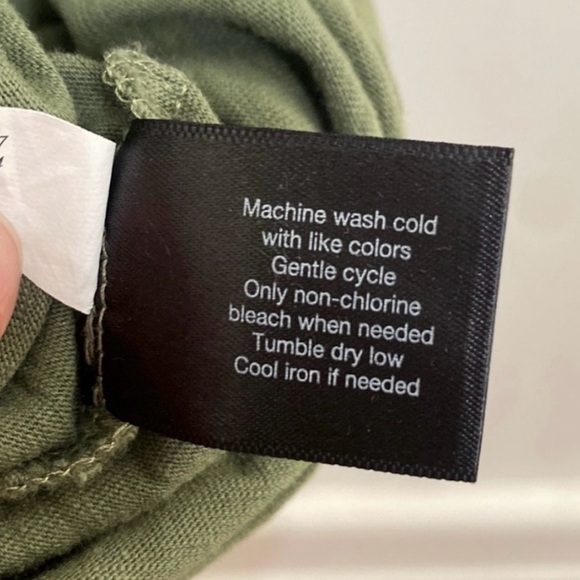 Machine wash cold
with like colors
Gentle cycle
Only non-chlorine
bleach when needed
Tumble dry low
Cool iron if needed